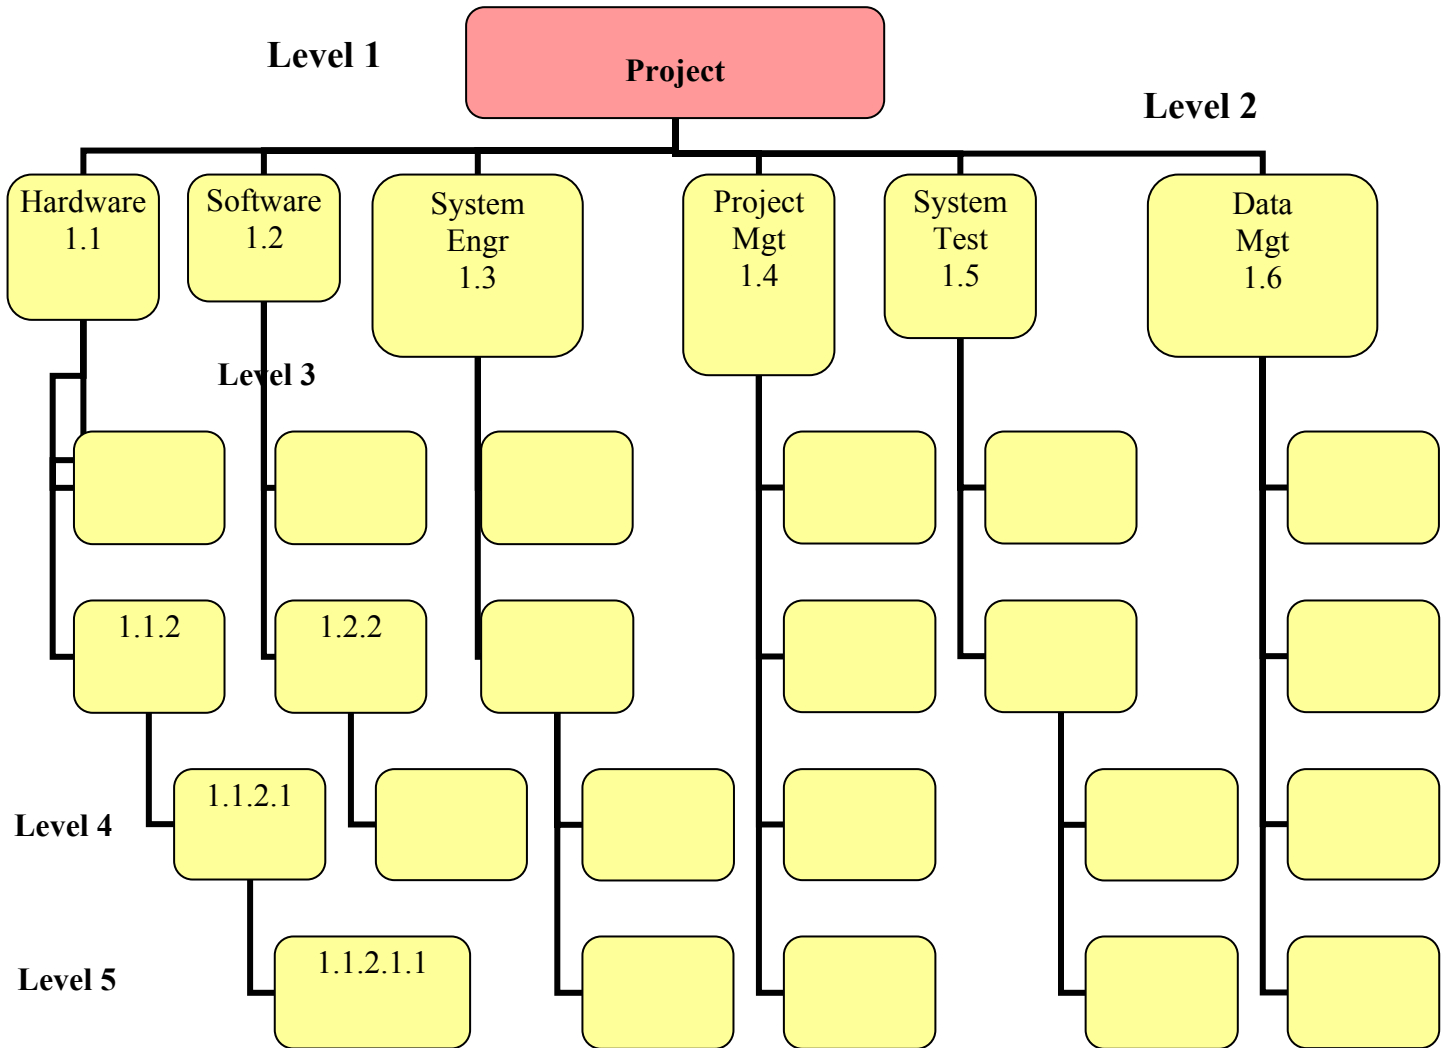 Level 1
Project
Level 2
Hardware
1.1
Software
1.2
System
Engr
1.3
Project
Mgt
1.4
System
Test
1.5
Data
Mgt
1.6
Level 3
1.1.2
1.2.2
1.1.2.1
Level 4
1.1.2.1.1
Level 5